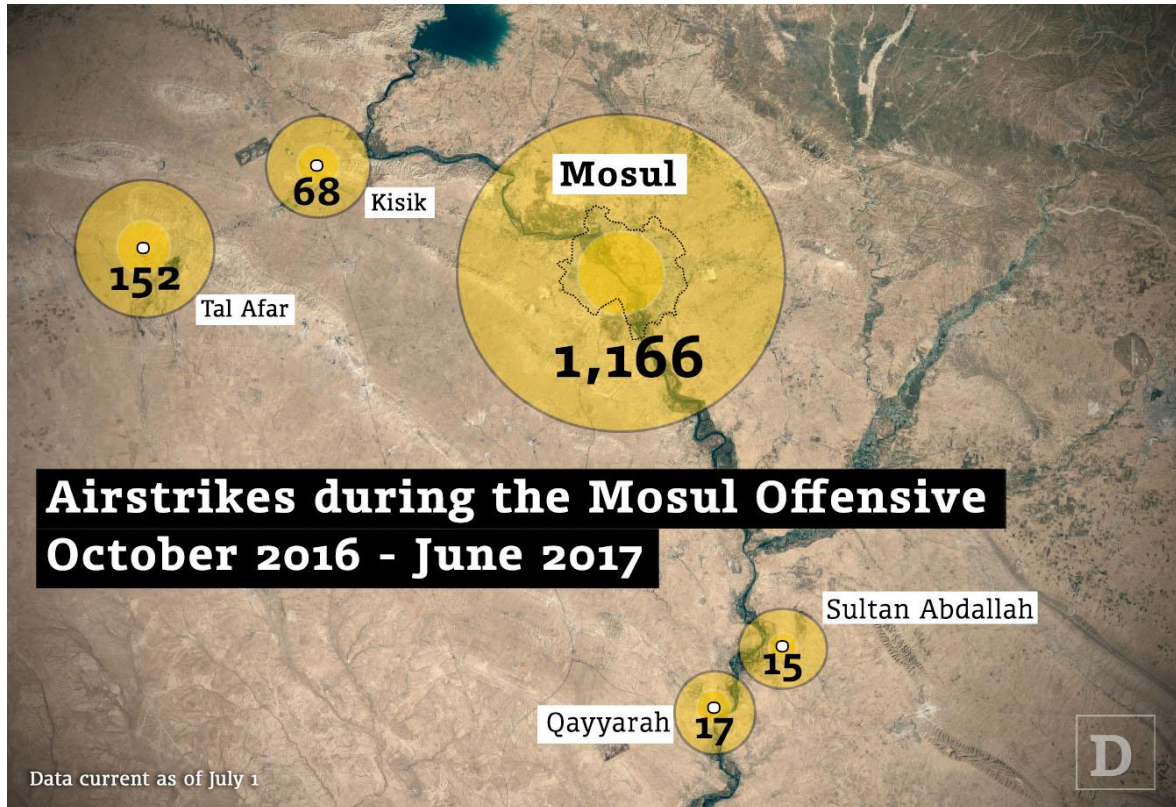 Mosul
68
Kisik
152
Tal Afar
1,166
Airstrikes during the Mosul Offensive
October 2016 - June 2017
Sultan Abdallah
15
Qayyarah
17
Data current as of July 1
D